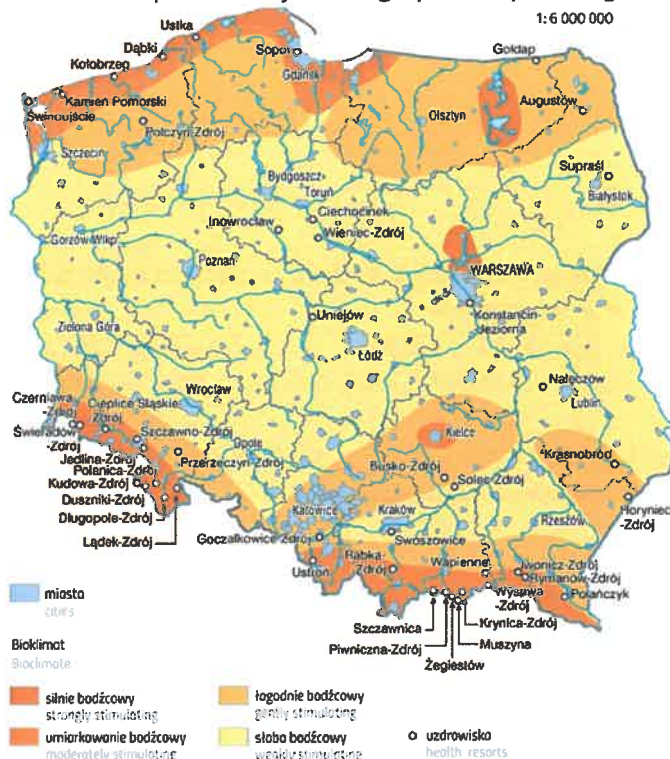 1:6 000 000
Ustka
Dąbki
Kołobrzeg
Sopot
Gdańsk
Gołdap
Kamień Pomorski
Świnoujście
Połczyn-Zdrój
Olsztyn
Augustów
Szczecin
Supraśl
Białystok
Bydgoszcz
Toruń
Ciechocinek
Inowrocław
Wieniec-Zdrój
Gorzów Wlkp
Poznań
WARSZAWA
Konstancin
-Jeziorna
Uniejów
Zielona Góra
Łódź
Nałęczów
Lublin
Wrocław
Czerniawa
-Zdrój
Cieplice Śląskie
-Zdrój
Świeradów
-Zdrój
Szczawno-Zdrój
Opole
Kielce
Jedlina-Zdrój
Polanica-Zdrój
Przerzeczyn-Zdrój
Krasnobród
Kudowa-Zdrój
Busko-Zdrój
Solec-Zdrój
Duszniki-Zdrój
Katowice
Kraków
Rzeszów
Horyniec
-Zdrój
Długopole-Zdrój
Goczałkowice Zdrój
Swoszowice
Lądek-Zdrój
Ustroń
Rabka-
Zdrój
Wapienne
Iwonicz-Zdrój
Rymanów-Zdrój
Wysowa
-Zdrój
Polańczyk
Krynica-Zdrój
Szczawnica
Piwniczna-Zdrój
Muszyna
Żegiestów
miasta
cities
Bioklimat
Bioclimate
silnie bodźcowy
strongly stimulating
łagodnie bodźcowy
gently stimulating
umiarkowanie bodźcowy
moderately stimulating
słabo bodźcowy
weakly stimulating
uzdrowiska
health resorts